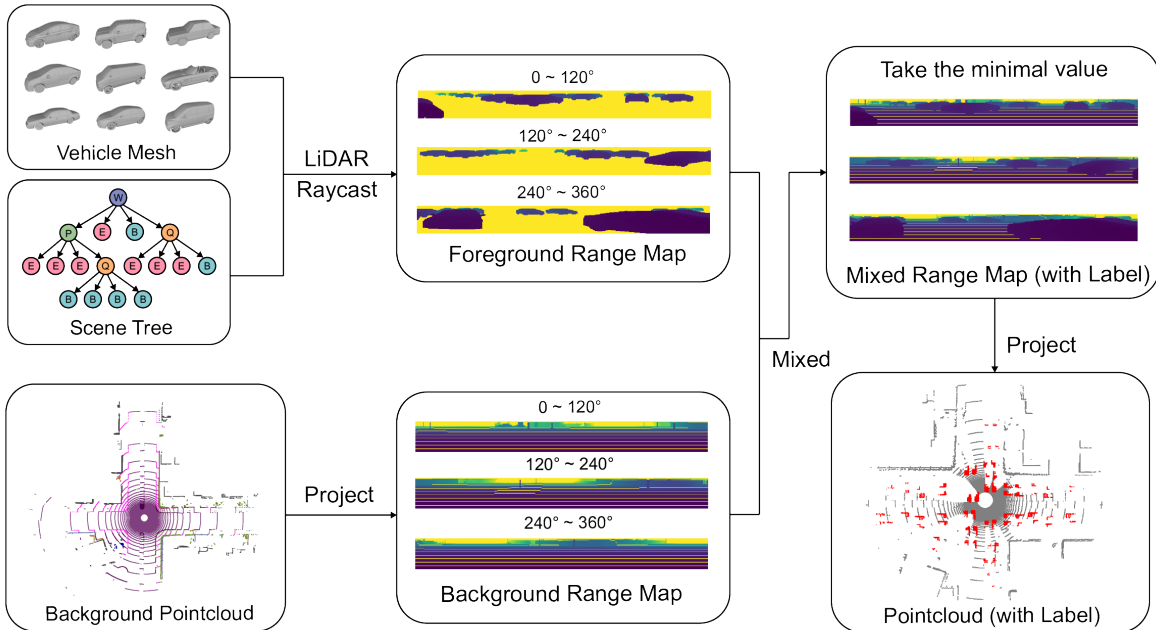 Vehicle Mesh
W
P
E
B
Q
E
E
E
Q
E
E
E
B
B
B
B
B
Scene Tree
LiDAR
Raycast
0 ~ 120°
120° ~ 240°
240° ~ 360°
Foreground Range Map
Take the minimal value
Mixed Range Map (with Label)
Mixed
Project
Background Pointcloud
Project
0 ~ 120°
120° ~ 240°
240° ~ 360°
Background Range Map
Pointcloud (with Label)